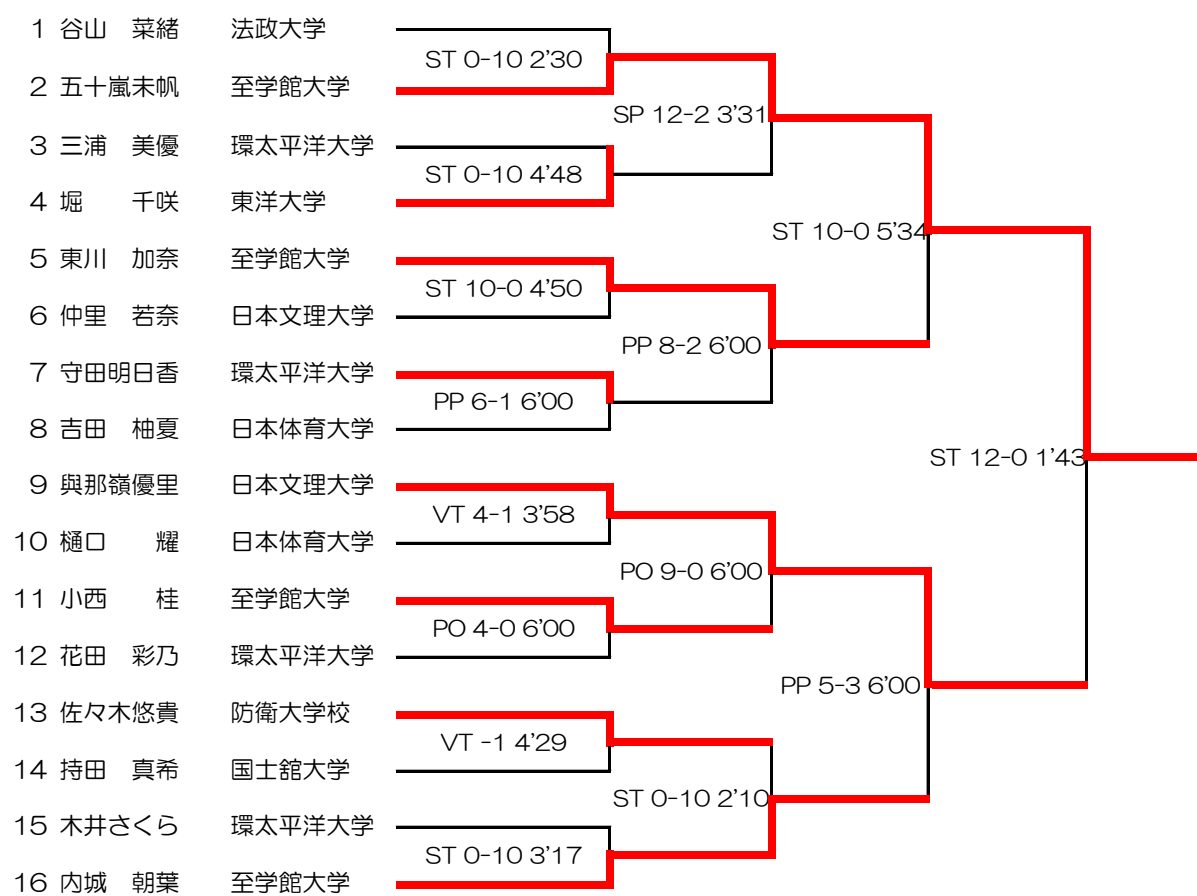 1 谷山 菜緒 法政大学
ST 0-10 2'30
2 五十嵐未帆 至学館大学
SP 12-2 3'31
3 三浦 美優 環太平洋大学
ST 0-10 4'48
4 堀 千咲 東洋大学
ST 10-0 5'34
5 東川 加奈 至学館大学
ST 10-0 4'50
6 仲里 若奈 日本文理大学
PP 8-2 6'00
7 守田明日香 環太平洋大学
PP 6-1 6'00
8 吉田 柚夏 日本体育大学
ST 12-0 1'43
9 與那嶺優里 日本文理大学
VT 4-1 3'58
10 樋口 耀 日本体育大学
PO 9-0 6'00
11 小西 桂 至学館大学
PO 4-0 6'00
12 花田 彩乃 環太平洋大学
PP 5-3 6'00
13 佐々木悠貴 防衛大学校
VT -1 4'29
14 持田 真希 国士舘大学
ST 0-10 2'10
15 木井さくら 環太平洋大学
ST 0-10 3'17
16 内城 朝葉 至学館大学